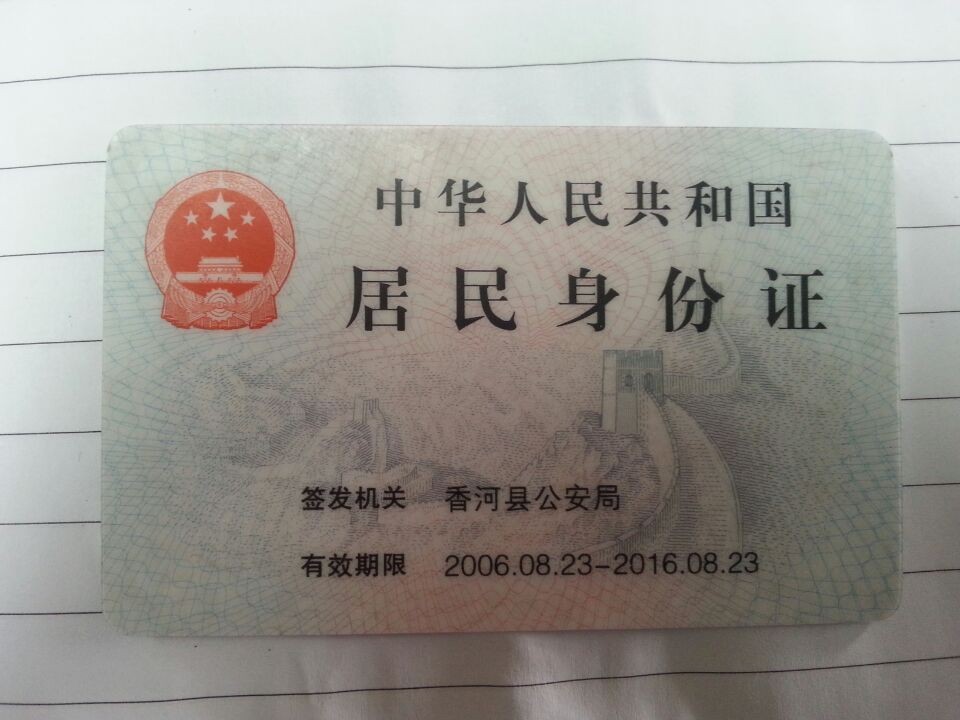 中华人民共和国
居民身份证
签发机关 香河县公安局
有效期限 2006.08.23-2016.08.23